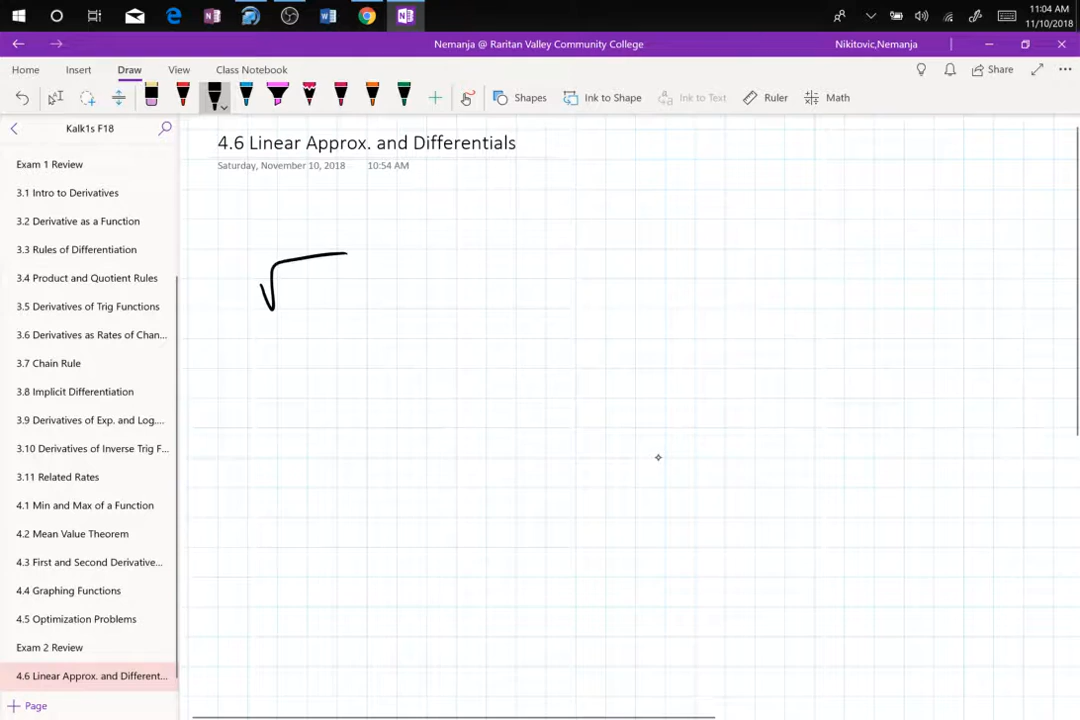 11:04 AM
11/10/2018
Nemanja @ Raritan Valley Community College
Nikitovic,Nemanja
Home Insert Draw View Class Notebook
Share
Shapes Ink to Shape Ink to Text Ruler Math
Kalk1s F18
Exam 1 Review
3.1 Intro to Derivatives
3.2 Derivative as a Function
3.3 Rules of Differentiation
3.4 Product and Quotient Rules
3.5 Derivatives of Trig Functions
3.6 Derivatives as Rates of Chan...
3.7 Chain Rule
3.8 Implicit Differentiation
3.9 Derivatives of Exp. and Log....
3.10 Derivatives of Inverse Trig F...
3.11 Related Rates
4.1 Min and Max of a Function
4.2 Mean Value Theorem
4.3 First and Second Derivative...
4.4 Graphing Functions
4.5 Optimization Problems
Exam 2 Review
4.6 Linear Approx. and Different...
+ Page
4.6 Linear Approx. and Differentials
Saturday, November 10, 2018 10:54 AM
√